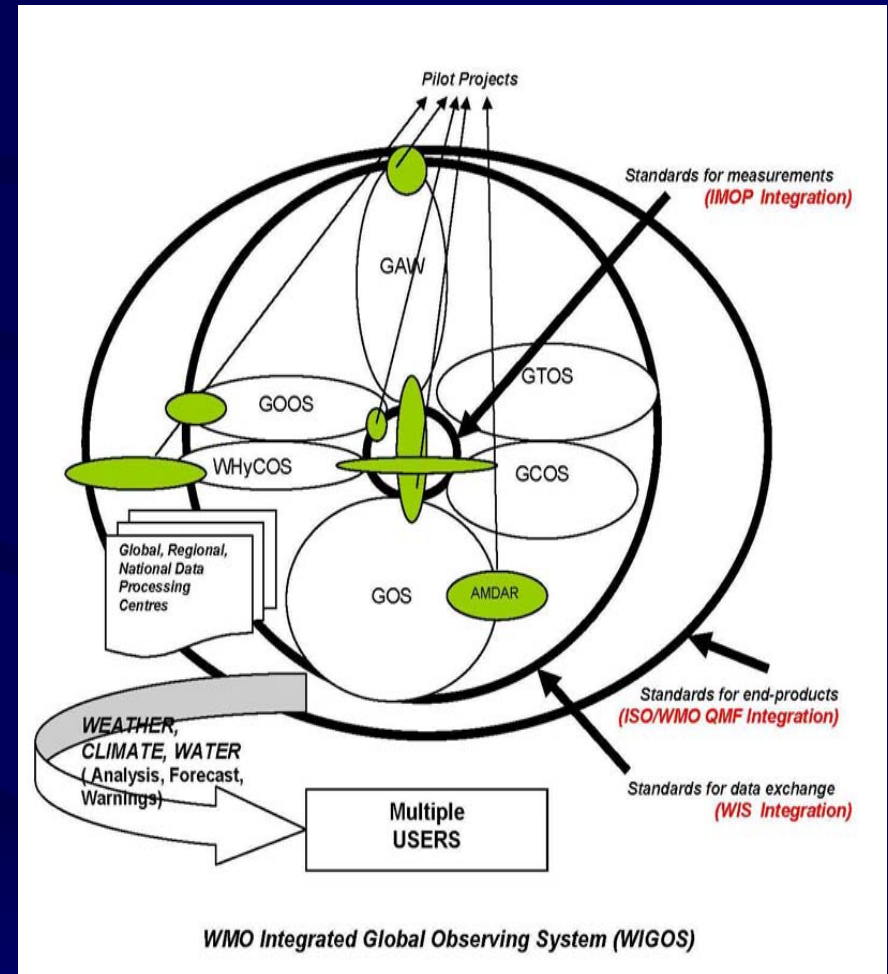 Pilot Projects
Standards for measurements
(IMOP Integration)
GAW
GTOS
GOOS
WHyCOS
GCOS
Global, Regional,
National Data
Processing
Centres
GOS
AMDAR
Standards for end-products
(ISO/WMO QMF Integration)
WEATHER,
CLIMATE, WATER
( Analysis, Forecast,
Warnings)
Standards for data exchange
(WIS Integration)
Multiple
USERS
WMO Integrated Global Observing System (WIGOS)